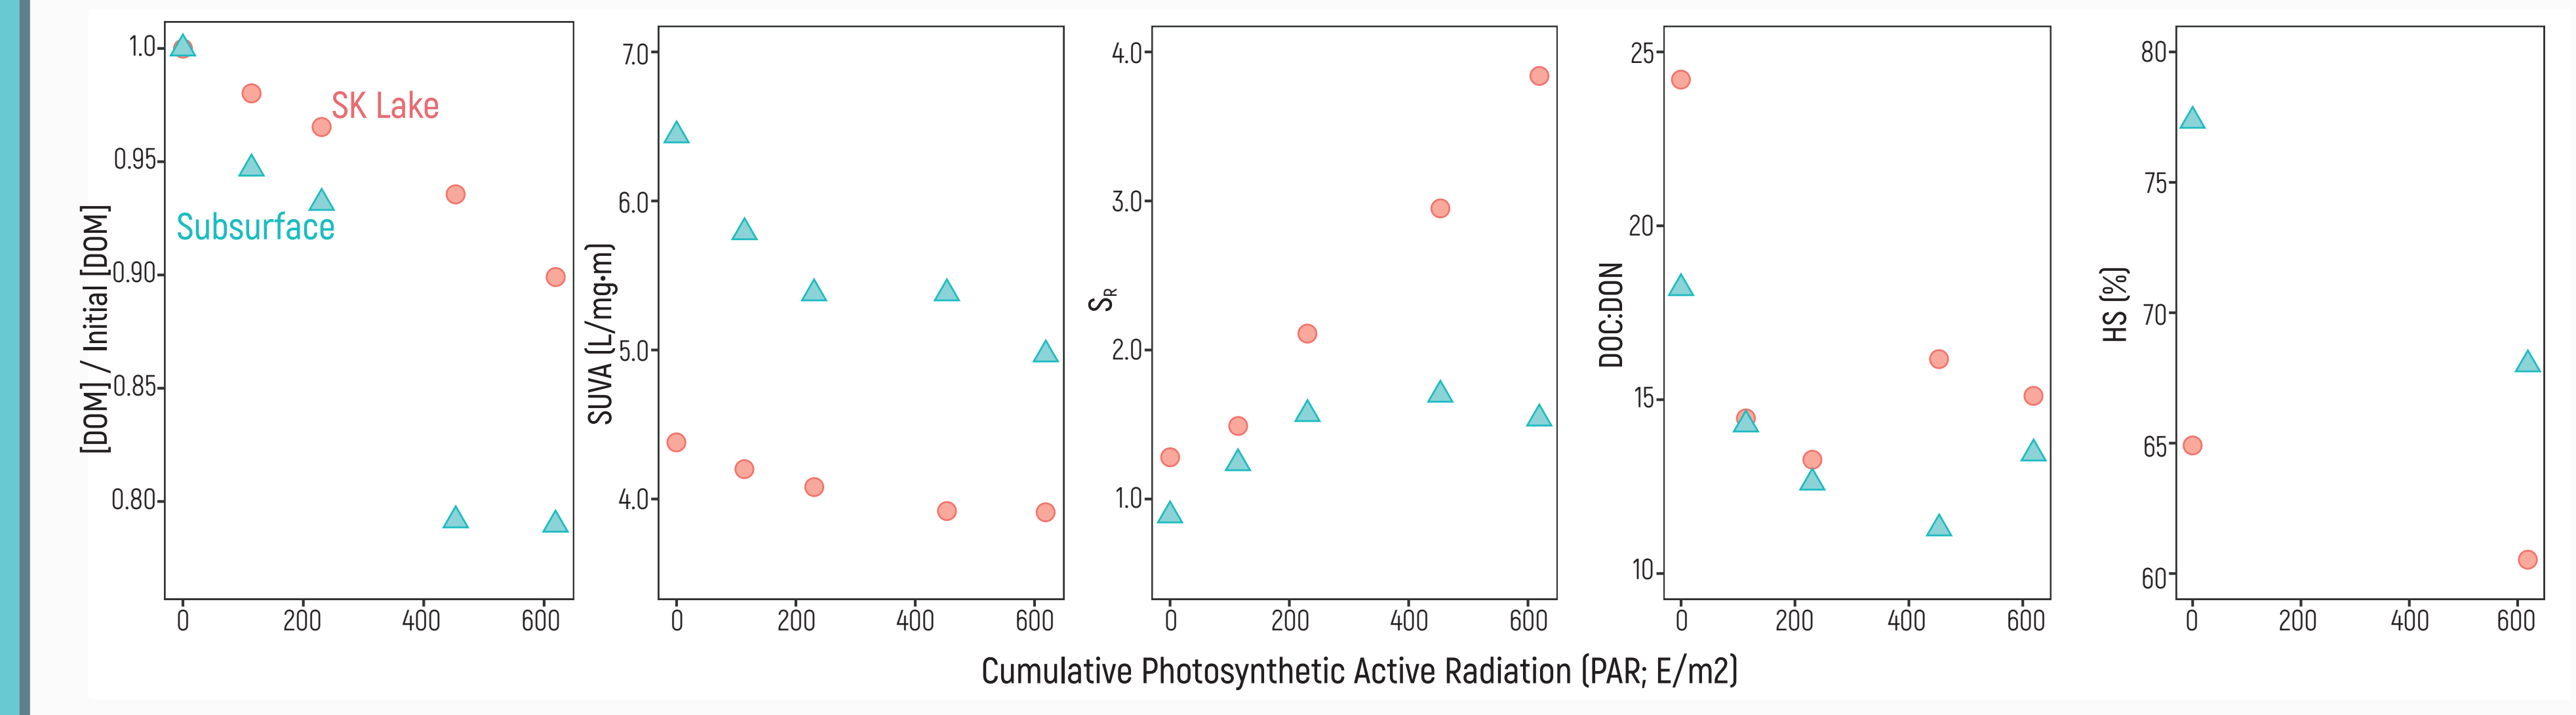 [DOM] / Initial [DOM]
1.0
0.95
0.90
0.85
0.80
SK Lake
Subsurface
0 200 400 600
SUVA (L/mg·m)
7.0
6.0
5.0
4.0
0 200 400 600
SR
4.0
3.0
2.0
1.0
0 200 400 600
DOC:DON
25
20
15
10
0 200 400 600
HS (%)
80
75
70
65
60
0 200 400 600
Cumulative Photosynthetic Active Radiation (PAR; E/m2)